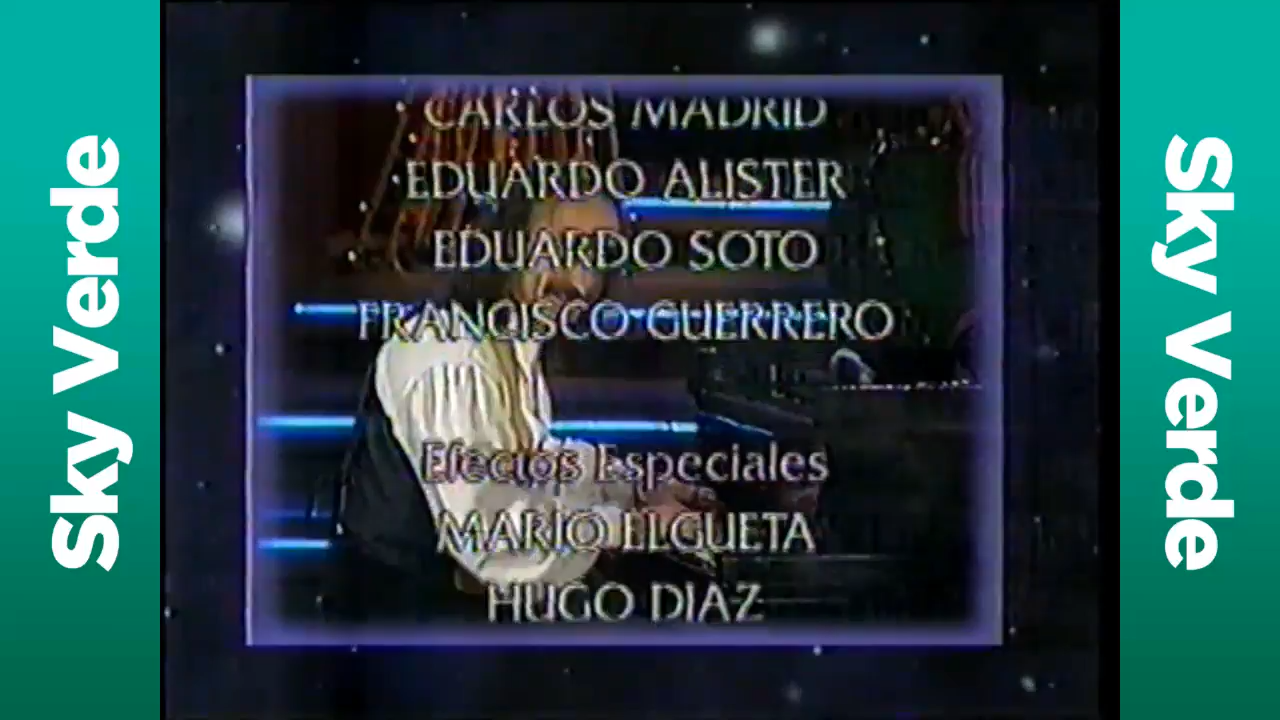 Sky Verde
CARLOS MADRID
EDUARDO ALISTER
EDUARDO SOTO
FRANCISCO GUERRERO
Efectos Especiales
MARIO ELGUETA
HUGO DIAZ
Sky Verde